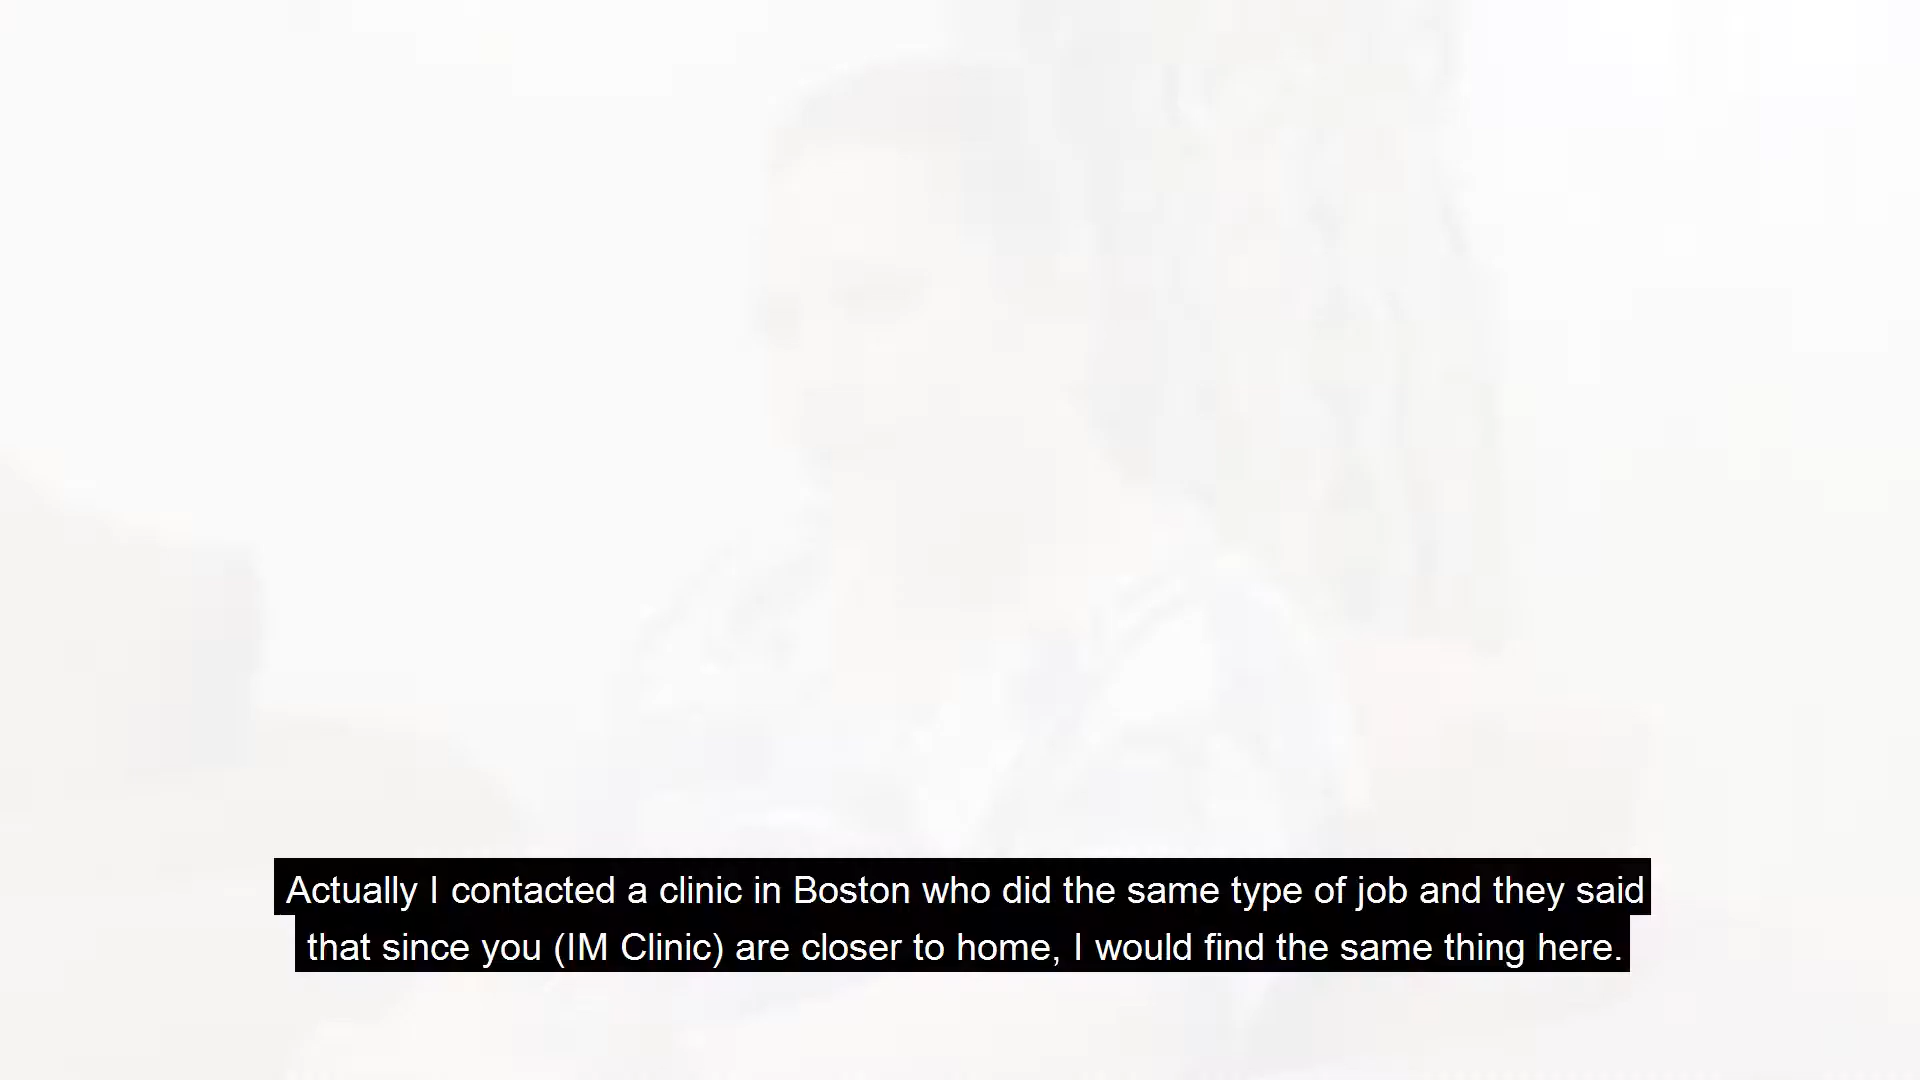 Actually I contacted a clinic in Boston who did the same type of job and they said
that since you (IM Clinic) are closer to home, I would find the same thing here.